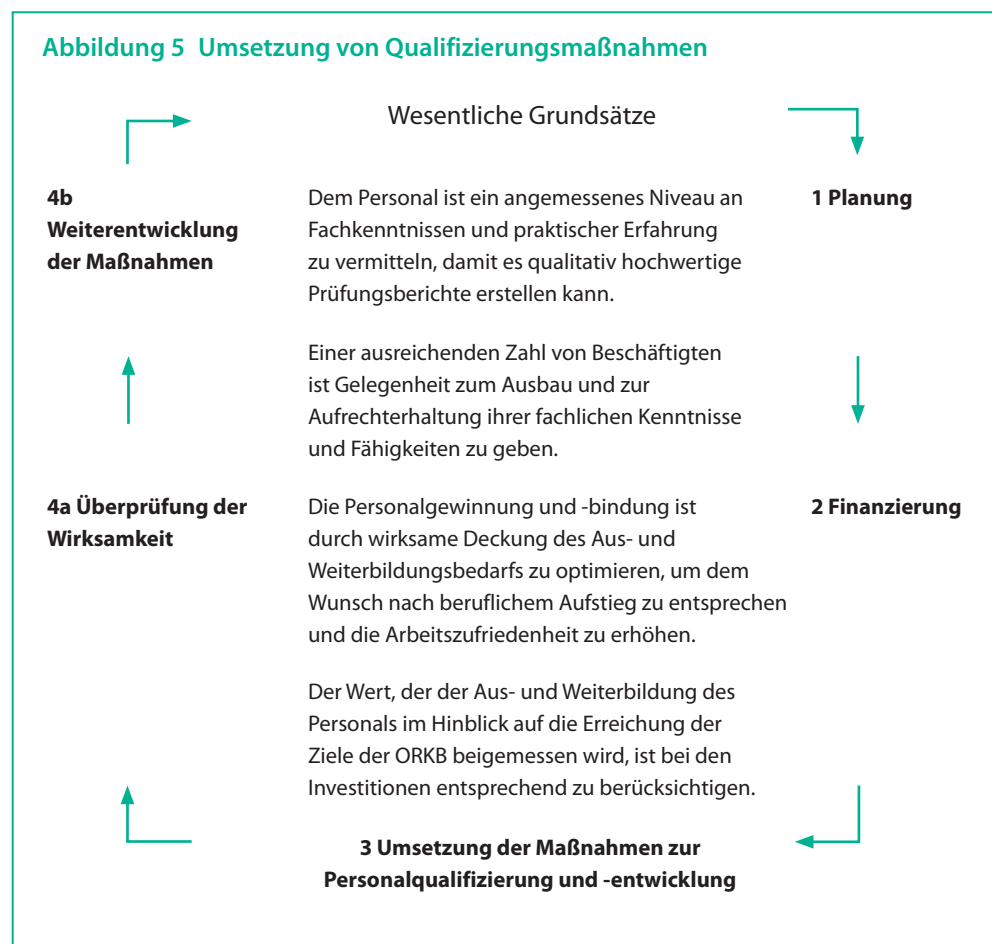 Abbildung 5 Umsetzung von Qualifizierungsmaßnahmen
Wesentliche Grundsätze
4b
Weiterentwicklung
der Maßnahmen
Dem Personal ist ein angemessenes Niveau an
Fachkenntnissen und praktischer Erfahrung
zu vermitteln, damit es qualitativ hochwertige
Prüfungsberichte erstellen kann.
1 Planung
Einer ausreichenden Zahl von Beschäftigten
ist Gelegenheit zum Ausbau und zur
Aufrechterhaltung ihrer fachlichen Kenntnisse
und Fähigkeiten zu geben.
4a Überprüfung der
Wirksamkeit
Die Personalgewinnung und -bindung ist
durch wirksame Deckung des Aus- und
Weiterbildungsbedarfs zu optimieren, um dem
Wunsch nach beruflichem Aufstieg zu entsprechen
und die Arbeitszufriedenheit zu erhöhen.
2 Finanzierung
Der Wert, der der Aus- und Weiterbildung des
Personals im Hinblick auf die Erreichung der
Ziele der ORKB beigemessen wird, ist bei den
Investitionen entsprechend zu berücksichtigen.
3 Umsetzung der Maßnahmen zur
Personalqualifizierung und -entwicklung